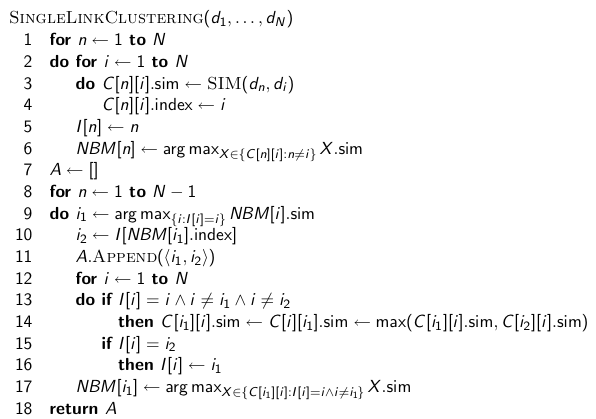 SINGLELINKCLUSTERING(d₁, . . . , d_N)
1 for n ← 1 to N
2 do for i ← 1 to N
3 do C[n][i].sim ← SIM(dₙ, dᵢ)
4 C[n][i].index ← i
5 I[n] ← n
6 NBM[n] ← arg max_{X∈{C[n][i]:n≠i}} X.sim
7 A ← []
8 for n ← 1 to N − 1
9 do i₁ ← arg max_{{i:I[i]=i}} NBM[i].sim
10 i₂ ← I[NBM[i₁].index]
11 A.APPEND(⟨i₁, i₂⟩)
12 for i ← 1 to N
13 do if I[i] = i ∧ i ≠ i₁ ∧ i ≠ i₂
14 then C[i₁][i].sim ← C[i][i₁].sim ← max(C[i₁][i].sim, C[i₂][i].sim)
15 if I[i] = i₂
16 then I[i] ← i₁
17 NBM[i₁] ← arg max_{X∈{C[i₁][i]:I[i]=i∧i≠i₁}} X.sim
18 return A